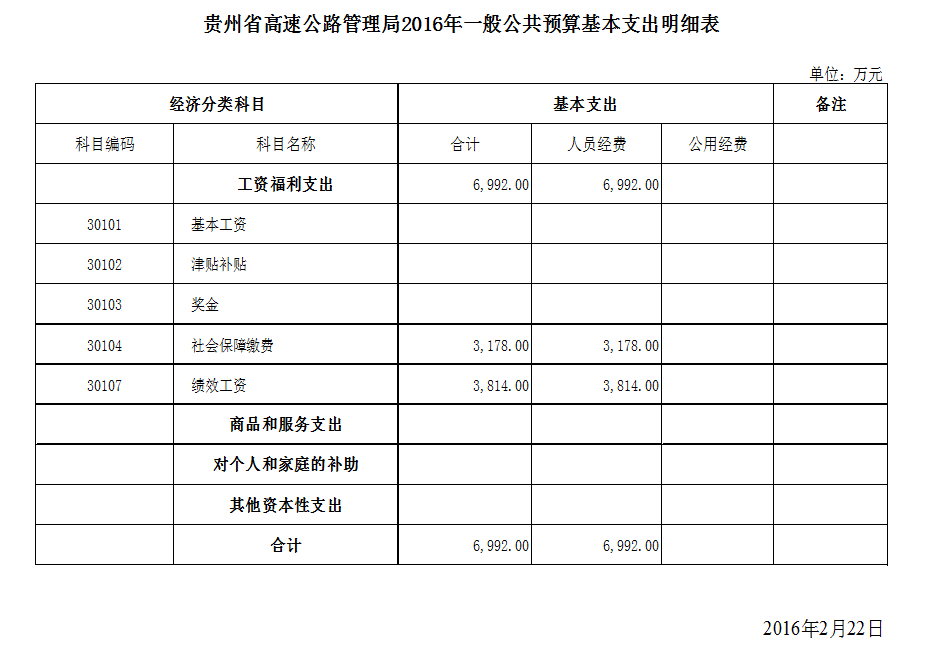 贵州省高速公路管理局2016年一般公共预算基本支出明细表
单位：万元
经济分类科目 基本支出 备注
科目编码 科目名称 合计 人员经费 公用经费
工资福利支出 6,992.00 6,992.00
30101 基本工资
30102 津贴补贴
30103 奖金
30104 社会保障缴费 3,178.00 3,178.00
30107 绩效工资 3,814.00 3,814.00
商品和服务支出
对个人和家庭的补助
其他资本性支出
合计 6,992.00 6,992.00
2016年2月22日